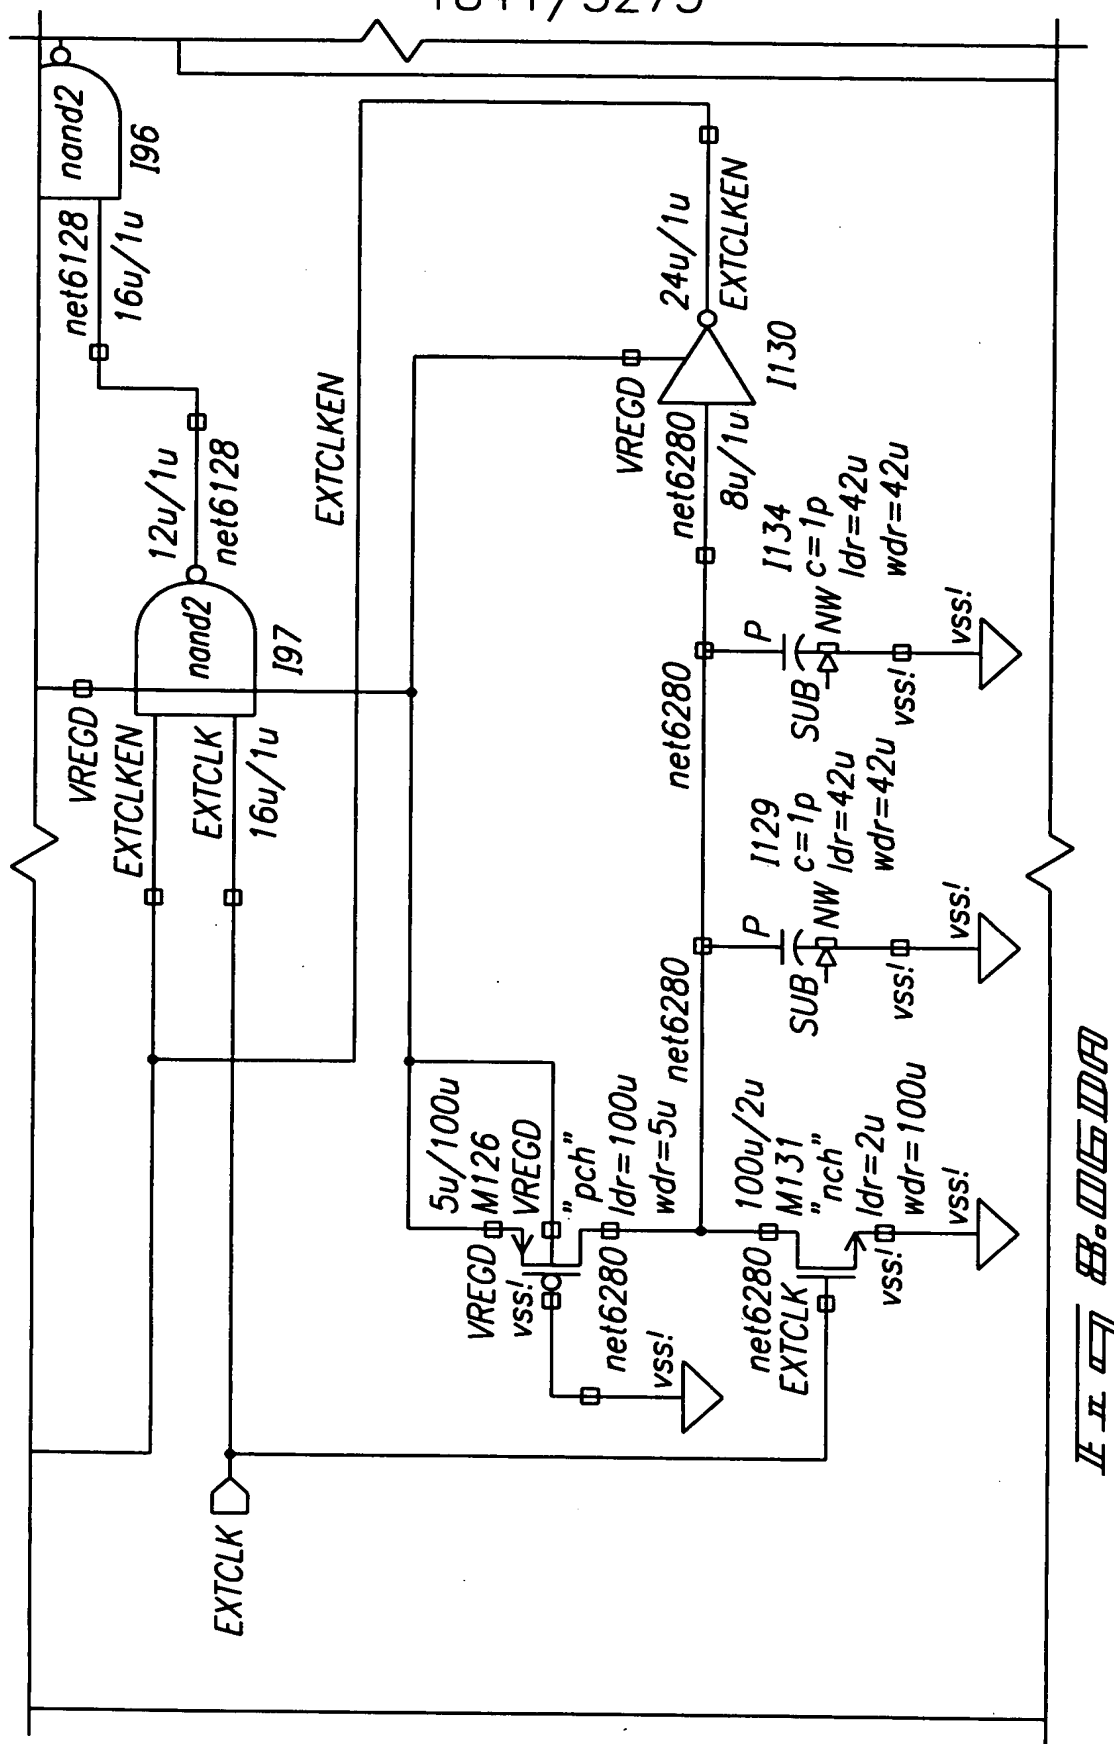 EXTCLK
VREGD
EXTCLKEN
EXTCLK
16u/1u
nand2
I97
12u/1u
net6128
net6128
16u/1u
nand2
I96
EXTCLKEN
5u/100u
M126
VREGD
"pch"
ldr=100u
wdr=5u
VREGD
vss!
net6280
vss!
net6280
net6280
net6280
VREGD
8u/1u
I130
24u/1u
EXTCLKEN
100u/2u
M131
"nch"
ldr=2u
wdr=100u
net6280
EXTCLK
vss!
vss!
P
I129
c=1p
ldr=42u
wdr=42u
NW
SUB
vss!
vss!
P
I134
c=1p
ldr=42u
wdr=42u
NW
SUB
vss!
vss!
FIG 8.06DA